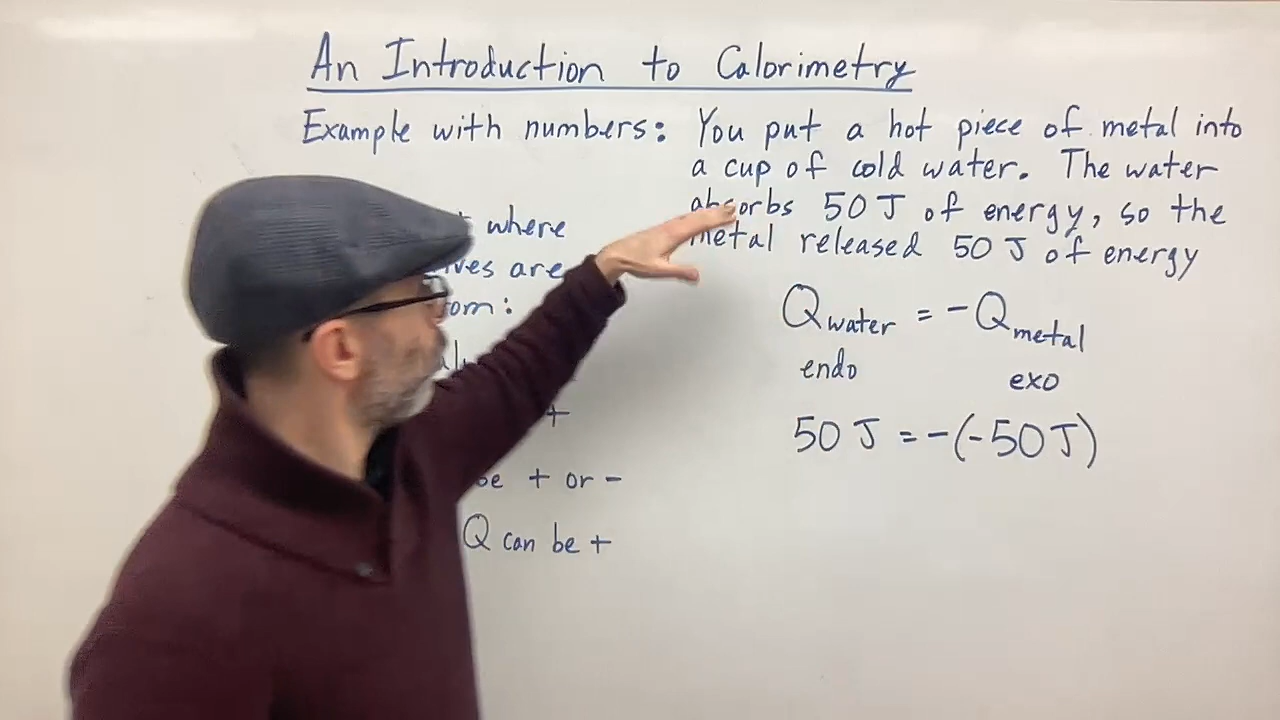 An Introduction to Calorimetry
Example with numbers: You put a hot piece of metal into
a cup of cold water. The water
absorbs 50 J of energy, so the
metal released 50 J of energy
where
are
Q water = -Q metal
endo exo
50 J = -(-50 J)
+
be + or -
Q can be +